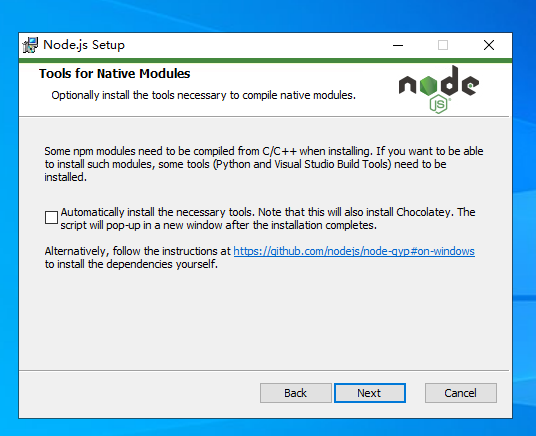 Node.js Setup
Tools for Native Modules
Optionally install the tools necessary to compile native modules.
node
JS
Some npm modules need to be compiled from C/C++ when installing. If you want to be able
to install such modules, some tools (Python and Visual Studio Build Tools) need to be
installed.
Automatically install the necessary tools. Note that this will also install Chocolatey. The
script will pop-up in a new window after the installation completes.
Alternatively, follow the instructions at https://github.com/nodejs/node-gyp#on-windows
to install the dependencies yourself.
Back Next Cancel